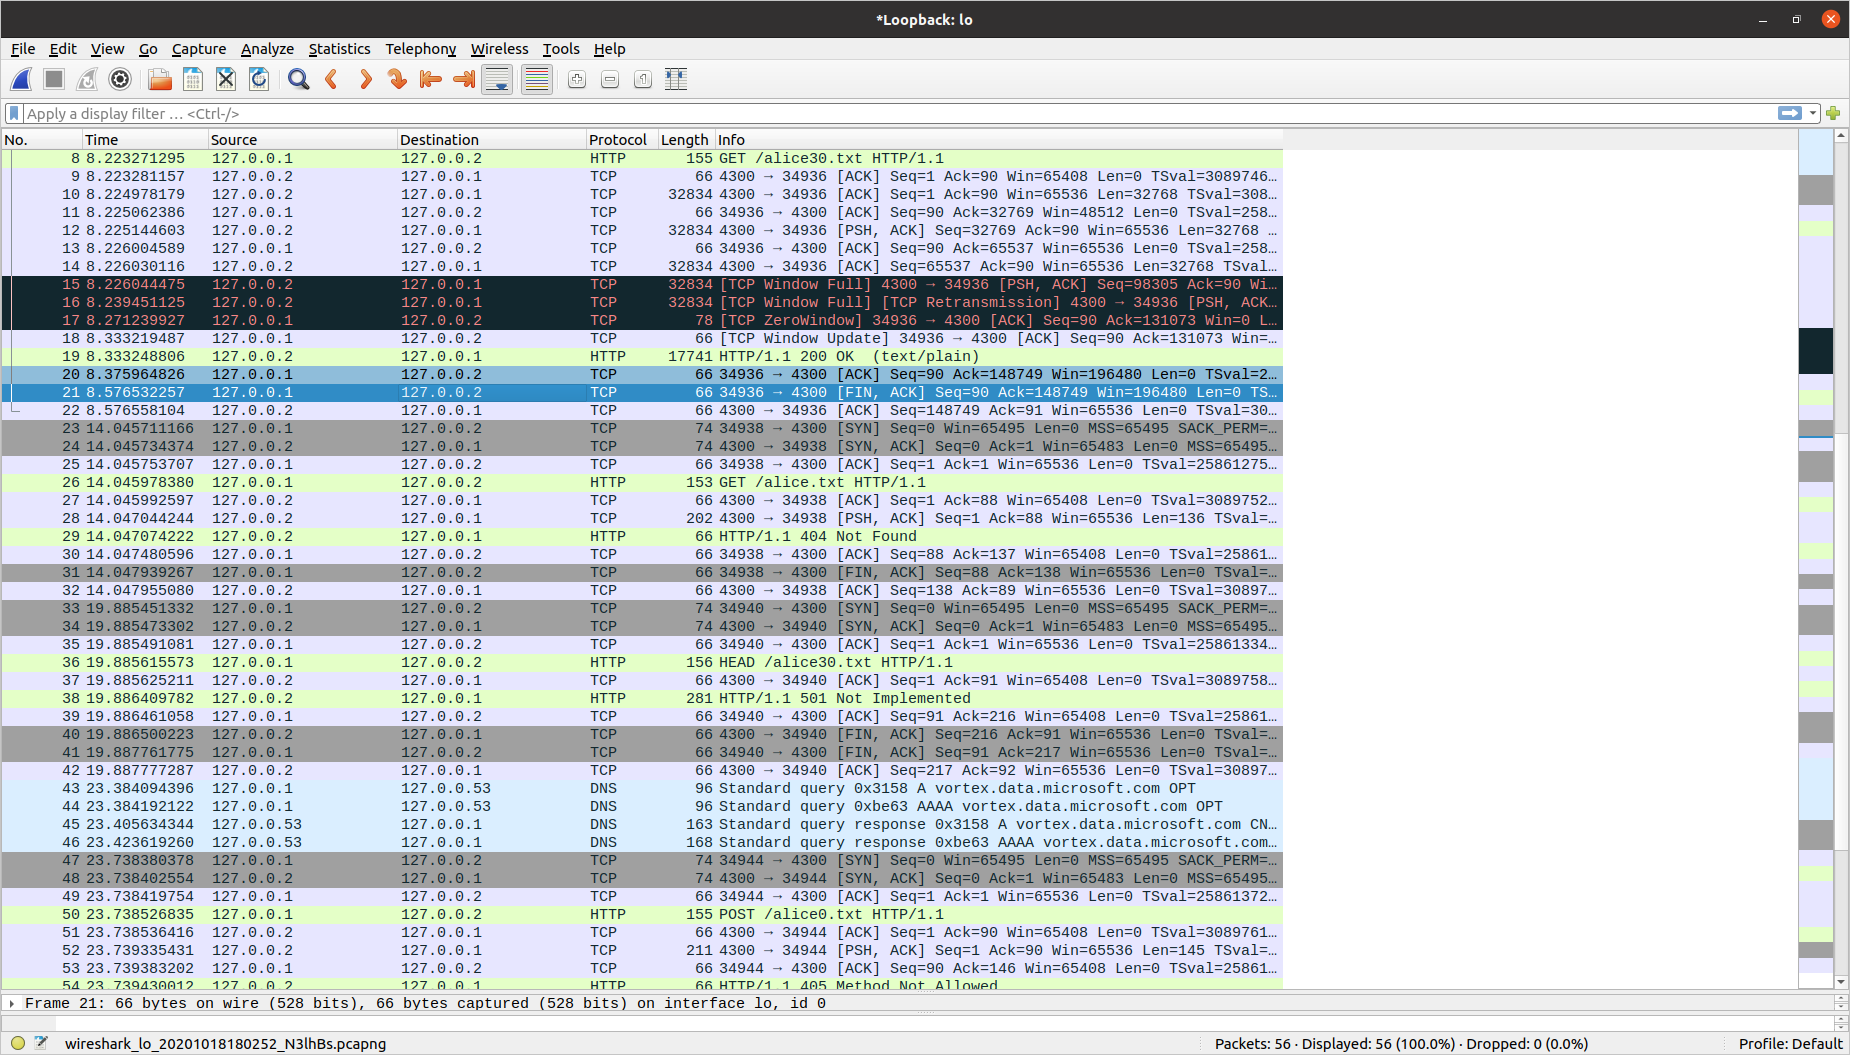 *Loopback: lo
File Edit View Go Capture Analyze Statistics Telephony Wireless Tools Help
Apply a display filter … <Ctrl-/>
No. Time Source Destination Protocol Length Info
8 8.223271295 127.0.0.1 127.0.0.2 HTTP 155 GET /alice30.txt HTTP/1.1
9 8.223281157 127.0.0.2 127.0.0.1 TCP 66 4300 → 34936 [ACK] Seq=1 Ack=90 Win=65408 Len=0 TSval=3089746…
10 8.224978179 127.0.0.2 127.0.0.1 TCP 32834 4300 → 34936 [ACK] Seq=1 Ack=90 Win=65536 Len=32768 TSval=308…
11 8.225062386 127.0.0.1 127.0.0.2 TCP 66 34936 → 4300 [ACK] Seq=90 Ack=32769 Win=48512 Len=0 TSval=258…
12 8.225144603 127.0.0.2 127.0.0.1 TCP 32834 4300 → 34936 [PSH, ACK] Seq=32769 Ack=90 Win=65536 Len=32768 …
13 8.226004589 127.0.0.1 127.0.0.2 TCP 66 34936 → 4300 [ACK] Seq=90 Ack=65537 Win=65536 Len=0 TSval=258…
14 8.226030116 127.0.0.2 127.0.0.1 TCP 32834 4300 → 34936 [ACK] Seq=65537 Ack=90 Win=65536 Len=32768 TSval…
15 8.226044475 127.0.0.2 127.0.0.1 TCP 32834 [TCP Window Full] 4300 → 34936 [PSH, ACK] Seq=98305 Ack=90 Wi…
16 8.239451125 127.0.0.2 127.0.0.1 TCP 32834 [TCP Window Full] [TCP Retransmission] 4300 → 34936 [PSH, ACK…
17 8.271239927 127.0.0.1 127.0.0.2 TCP 78 [TCP ZeroWindow] 34936 → 4300 [ACK] Seq=90 Ack=131073 Win=0 L…
18 8.333219487 127.0.0.1 127.0.0.2 TCP 66 [TCP Window Update] 34936 → 4300 [ACK] Seq=90 Ack=131073 Win=…
19 8.333248806 127.0.0.2 127.0.0.1 HTTP 17741 HTTP/1.1 200 OK (text/plain)
20 8.375964826 127.0.0.1 127.0.0.2 TCP 66 34936 → 4300 [ACK] Seq=90 Ack=148749 Win=196480 Len=0 TSval=2…
21 8.576532257 127.0.0.1 127.0.0.2 TCP 66 34936 → 4300 [FIN, ACK] Seq=90 Ack=148749 Win=196480 Len=0 TS…
22 8.576558104 127.0.0.2 127.0.0.1 TCP 66 4300 → 34936 [ACK] Seq=148749 Ack=91 Win=65536 Len=0 TSval=30…
23 14.045711166 127.0.0.1 127.0.0.2 TCP 74 34938 → 4300 [SYN] Seq=0 Win=65495 Len=0 MSS=65495 SACK_PERM=…
24 14.045734374 127.0.0.2 127.0.0.1 TCP 74 4300 → 34938 [SYN, ACK] Seq=0 Ack=1 Win=65483 Len=0 MSS=65495…
25 14.045753707 127.0.0.1 127.0.0.2 TCP 66 34938 → 4300 [ACK] Seq=1 Ack=1 Win=65536 Len=0 TSval=25861275…
26 14.045978380 127.0.0.1 127.0.0.2 HTTP 153 GET /alice.txt HTTP/1.1
27 14.045992597 127.0.0.2 127.0.0.1 TCP 66 4300 → 34938 [ACK] Seq=1 Ack=88 Win=65408 Len=0 TSval=3089752…
28 14.047044244 127.0.0.2 127.0.0.1 TCP 202 4300 → 34938 [PSH, ACK] Seq=1 Ack=88 Win=65536 Len=136 TSval=…
29 14.047074222 127.0.0.2 127.0.0.1 HTTP 66 HTTP/1.1 404 Not Found
30 14.047480596 127.0.0.1 127.0.0.2 TCP 66 34938 → 4300 [ACK] Seq=88 Ack=137 Win=65408 Len=0 TSval=25861…
31 14.047939267 127.0.0.1 127.0.0.2 TCP 66 34938 → 4300 [FIN, ACK] Seq=88 Ack=138 Win=65536 Len=0 TSval=…
32 14.047955080 127.0.0.2 127.0.0.1 TCP 66 4300 → 34938 [ACK] Seq=138 Ack=89 Win=65536 Len=0 TSval=30897…
33 19.885451332 127.0.0.1 127.0.0.2 TCP 74 34940 → 4300 [SYN] Seq=0 Win=65495 Len=0 MSS=65495 SACK_PERM=…
34 19.885473302 127.0.0.2 127.0.0.1 TCP 74 4300 → 34940 [SYN, ACK] Seq=0 Ack=1 Win=65483 Len=0 MSS=65495…
35 19.885491081 127.0.0.1 127.0.0.2 TCP 66 34940 → 4300 [ACK] Seq=1 Ack=1 Win=65536 Len=0 TSval=25861334…
36 19.885615573 127.0.0.1 127.0.0.2 HTTP 156 HEAD /alice30.txt HTTP/1.1
37 19.885625211 127.0.0.2 127.0.0.1 TCP 66 4300 → 34940 [ACK] Seq=1 Ack=91 Win=65408 Len=0 TSval=3089758…
38 19.886409782 127.0.0.2 127.0.0.1 HTTP 281 HTTP/1.1 501 Not Implemented
39 19.886461058 127.0.0.1 127.0.0.2 TCP 66 34940 → 4300 [ACK] Seq=91 Ack=216 Win=65408 Len=0 TSval=25861…
40 19.886500223 127.0.0.2 127.0.0.1 TCP 66 4300 → 34940 [FIN, ACK] Seq=216 Ack=91 Win=65536 Len=0 TSval=…
41 19.887761775 127.0.0.1 127.0.0.2 TCP 66 34940 → 4300 [FIN, ACK] Seq=91 Ack=217 Win=65536 Len=0 TSval=…
42 19.887777287 127.0.0.2 127.0.0.1 TCP 66 4300 → 34940 [ACK] Seq=217 Ack=92 Win=65536 Len=0 TSval=30897…
43 23.384094396 127.0.0.1 127.0.0.53 DNS 96 Standard query 0x3158 A vortex.data.microsoft.com OPT
44 23.384192122 127.0.0.1 127.0.0.53 DNS 96 Standard query 0xbe63 AAAA vortex.data.microsoft.com OPT
45 23.405634344 127.0.0.53 127.0.0.1 DNS 163 Standard query response 0x3158 A vortex.data.microsoft.com CN…
46 23.423619260 127.0.0.53 127.0.0.1 DNS 168 Standard query response 0xbe63 AAAA vortex.data.microsoft.com…
47 23.738380378 127.0.0.1 127.0.0.2 TCP 74 34944 → 4300 [SYN] Seq=0 Win=65495 Len=0 MSS=65495 SACK_PERM=…
48 23.738402554 127.0.0.2 127.0.0.1 TCP 74 4300 → 34944 [SYN, ACK] Seq=0 Ack=1 Win=65483 Len=0 MSS=65495…
49 23.738419754 127.0.0.1 127.0.0.2 TCP 66 34944 → 4300 [ACK] Seq=1 Ack=1 Win=65536 Len=0 TSval=25861372…
50 23.738526835 127.0.0.1 127.0.0.2 HTTP 155 POST /alice0.txt HTTP/1.1
51 23.738536416 127.0.0.2 127.0.0.1 TCP 66 4300 → 34944 [ACK] Seq=1 Ack=90 Win=65408 Len=0 TSval=3089761…
52 23.739335431 127.0.0.2 127.0.0.1 TCP 211 4300 → 34944 [PSH, ACK] Seq=1 Ack=90 Win=65536 Len=145 TSval=…
53 23.739383202 127.0.0.1 127.0.0.2 TCP 66 34944 → 4300 [ACK] Seq=90 Ack=146 Win=65408 Len=0 TSval=25861…
54 23.739430012 127.0.0.2 127.0.0.1 HTTP 66 HTTP/1.1 405 Method Not Allowed
Frame 21: 66 bytes on wire (528 bits), 66 bytes captured (528 bits) on interface lo, id 0
wireshark_lo_20201018180252_N3lhBs.pcapng Packets: 56 · Displayed: 56 (100.0%) · Dropped: 0 (0.0%) Profile: Default